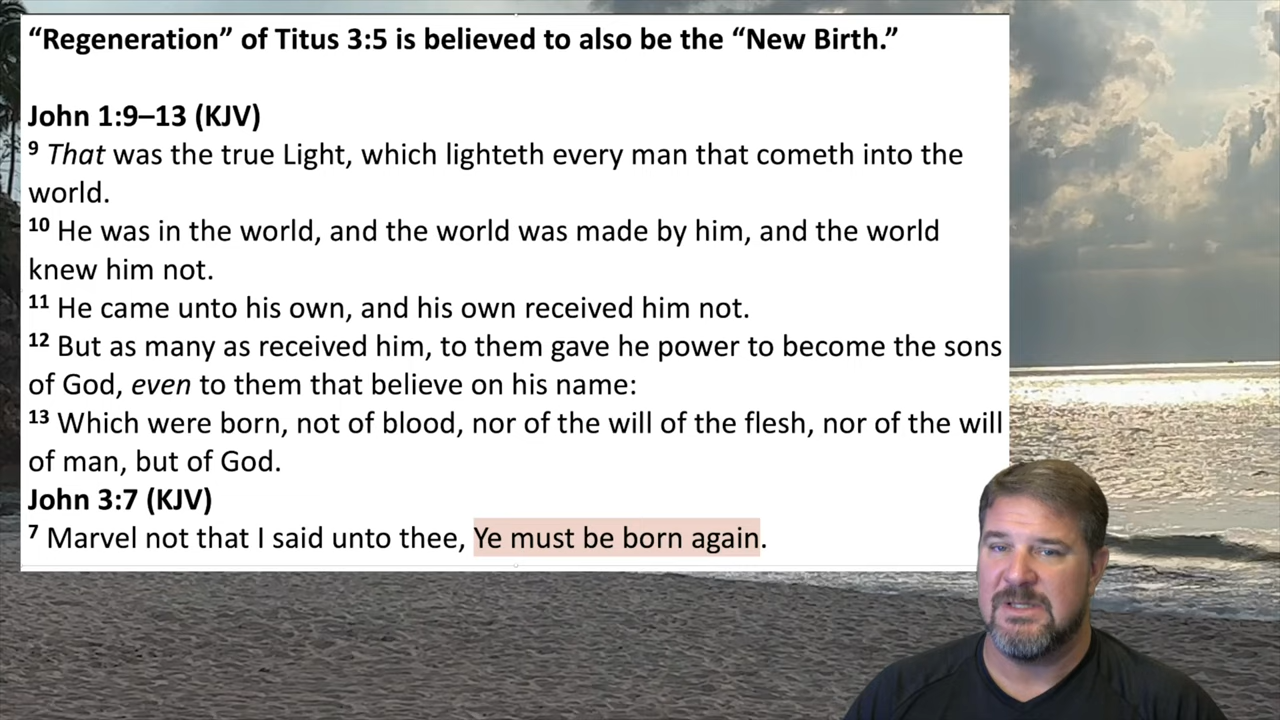 “Regeneration” of Titus 3:5 is believed to also be the “New Birth.”
John 1:9–13 (KJV)
9 That was the true Light, which lighteth every man that cometh into the
world.
10 He was in the world, and the world was made by him, and the world
knew him not.
11 He came unto his own, and his own received him not.
12 But as many as received him, to them gave he power to become the sons
of God, even to them that believe on his name:
13 Which were born, not of blood, nor of the will of the flesh, nor of the will
of man, but of God.
John 3:7 (KJV)
7 Marvel not that I said unto thee, Ye must be born again.